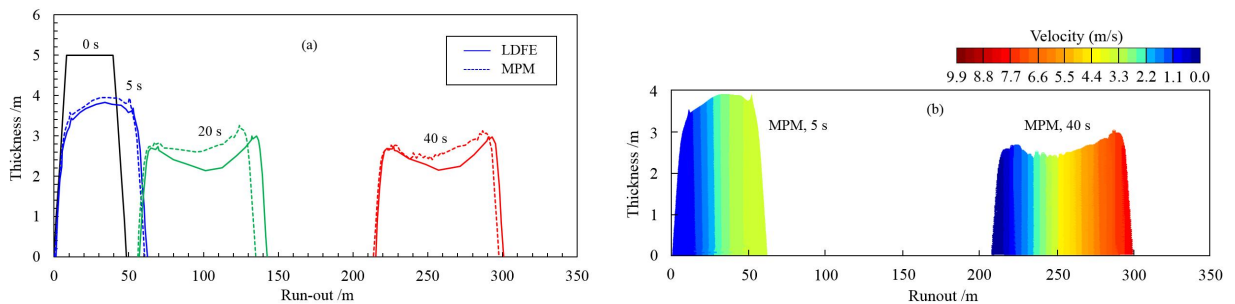 6
5
4
3
2
1
0
Thickness /m
0 s
5 s
20 s
40 s
(a)
LDFE
MPM
0 50 100 150 200 250 300 350
Run-out /m
Velocity (m/s)
9.9 8.8 7.7 6.6 5.5 4.4 3.3 2.2 1.1 0.0
4
3
2
1
0
Thickness /m
(b)
MPM, 5 s
MPM, 40 s
0 50 100 150 200 250 300 350
Runout /m